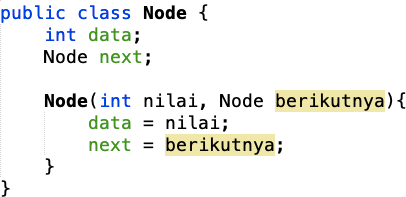 public class Node {
    int data;
    Node next;
    Node(int nilai, Node berikutnya){
        data = nilai;
        next = berikutnya;
    }
}